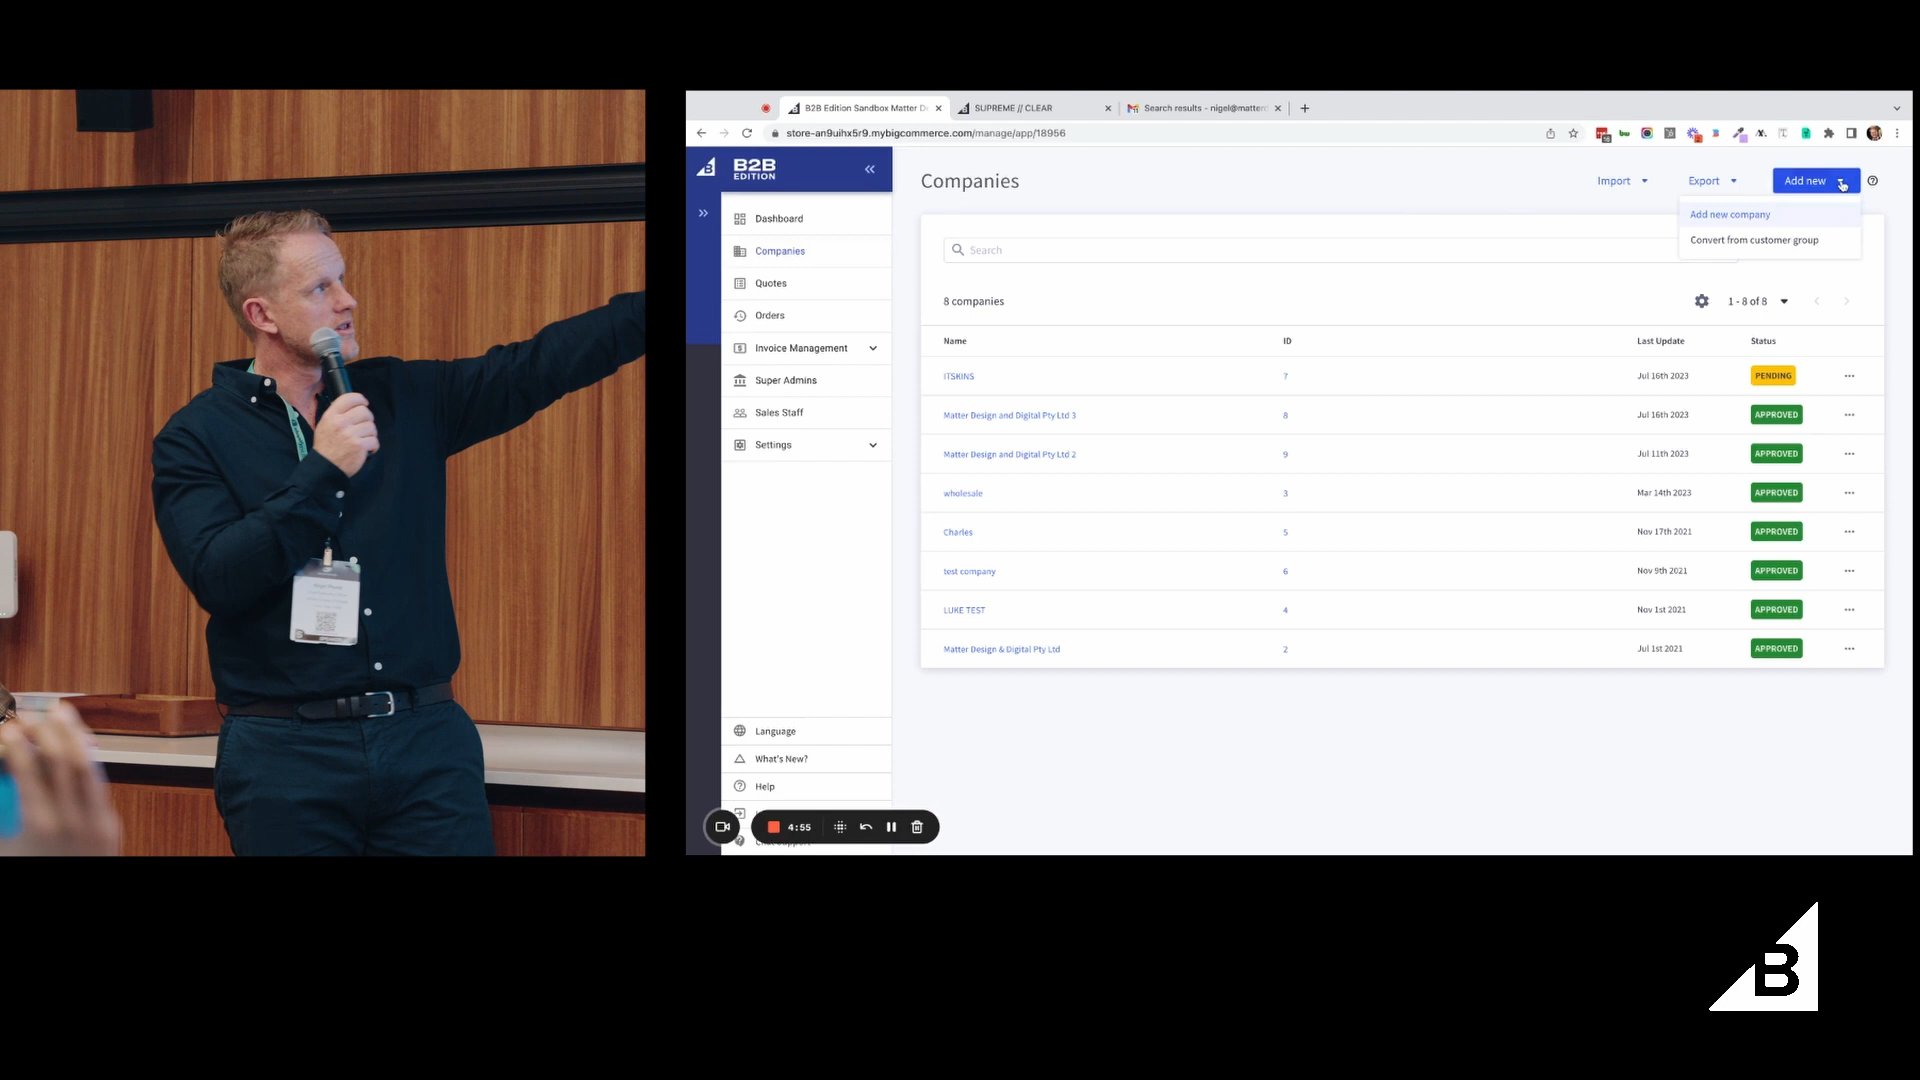 B2B Edition Sandbox Matter D
SUPREME // CLEAR
Search results - nigel@matter
store-an9uihx5r9.mybigcommerce.com/manage/app/18956
B2B
EDITION
Dashboard
Companies
Quotes
Orders
Invoice Management
Super Admins
Sales Staff
Settings
Language
What's New?
Help
4:55
Companies
Import
Export
Add new
Add new company
Convert from customer group
Search
8 companies
1 - 8 of 8
Name ID Last Update Status
ITSKINS 7 Jul 16th 2023 PENDING
Matter Design and Digital Pty Ltd 3 8 Jul 16th 2023 APPROVED
Matter Design and Digital Pty Ltd 2 9 Jul 11th 2023 APPROVED
wholesale 3 Mar 14th 2023 APPROVED
Charles 5 Nov 17th 2021 APPROVED
test company 6 Nov 9th 2021 APPROVED
LUKE TEST 4 Nov 1st 2021 APPROVED
Matter Design & Digital Pty Ltd 2 Jul 1st 2021 APPROVED
B